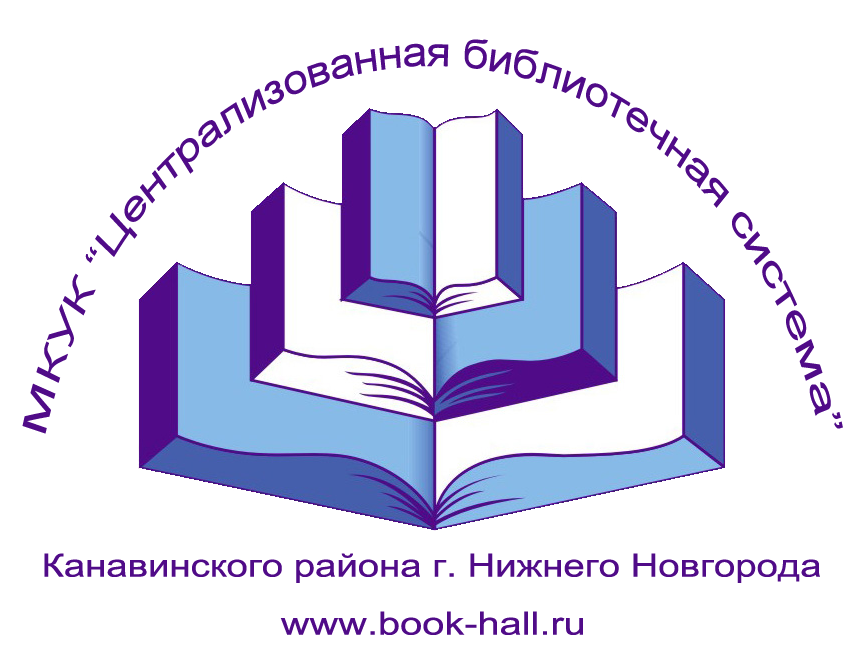 МКУК “Централизованная библиотечная система”
Канавинского района г. Нижнего Новгорода
www.book-hall.ru